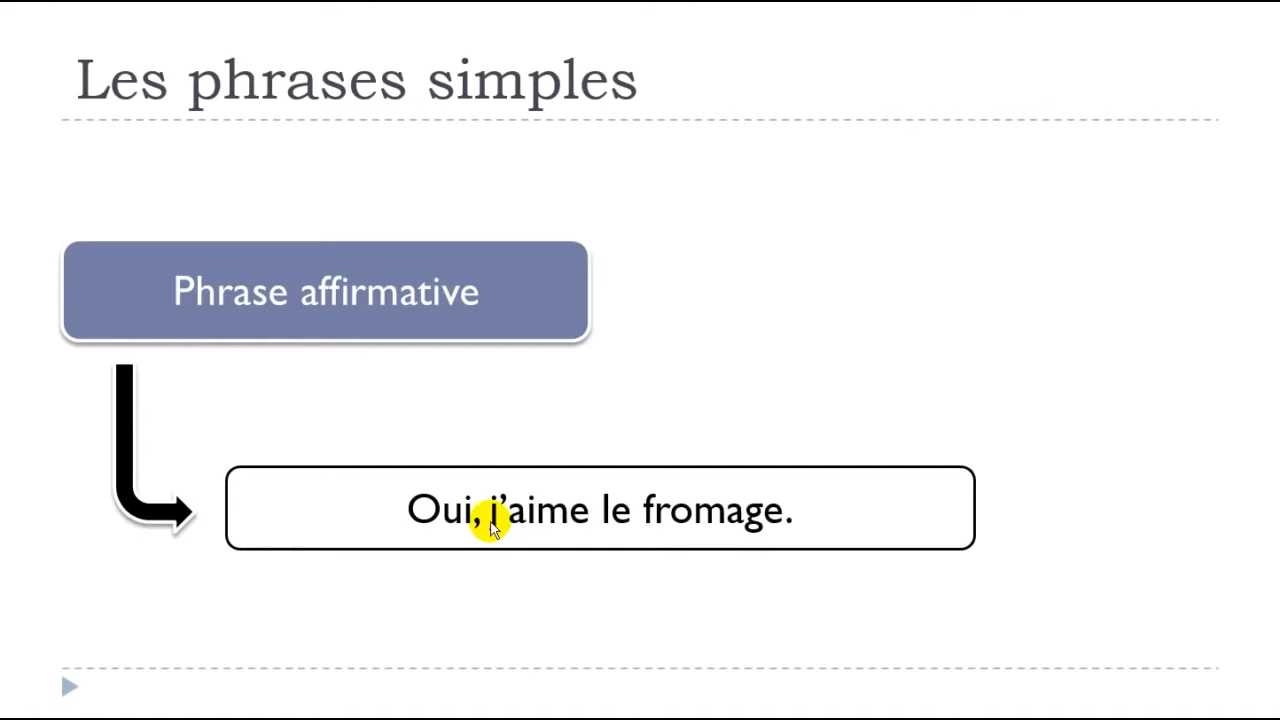 Les phrases simples
Phrase affirmative
Oui, j’aime le fromage.